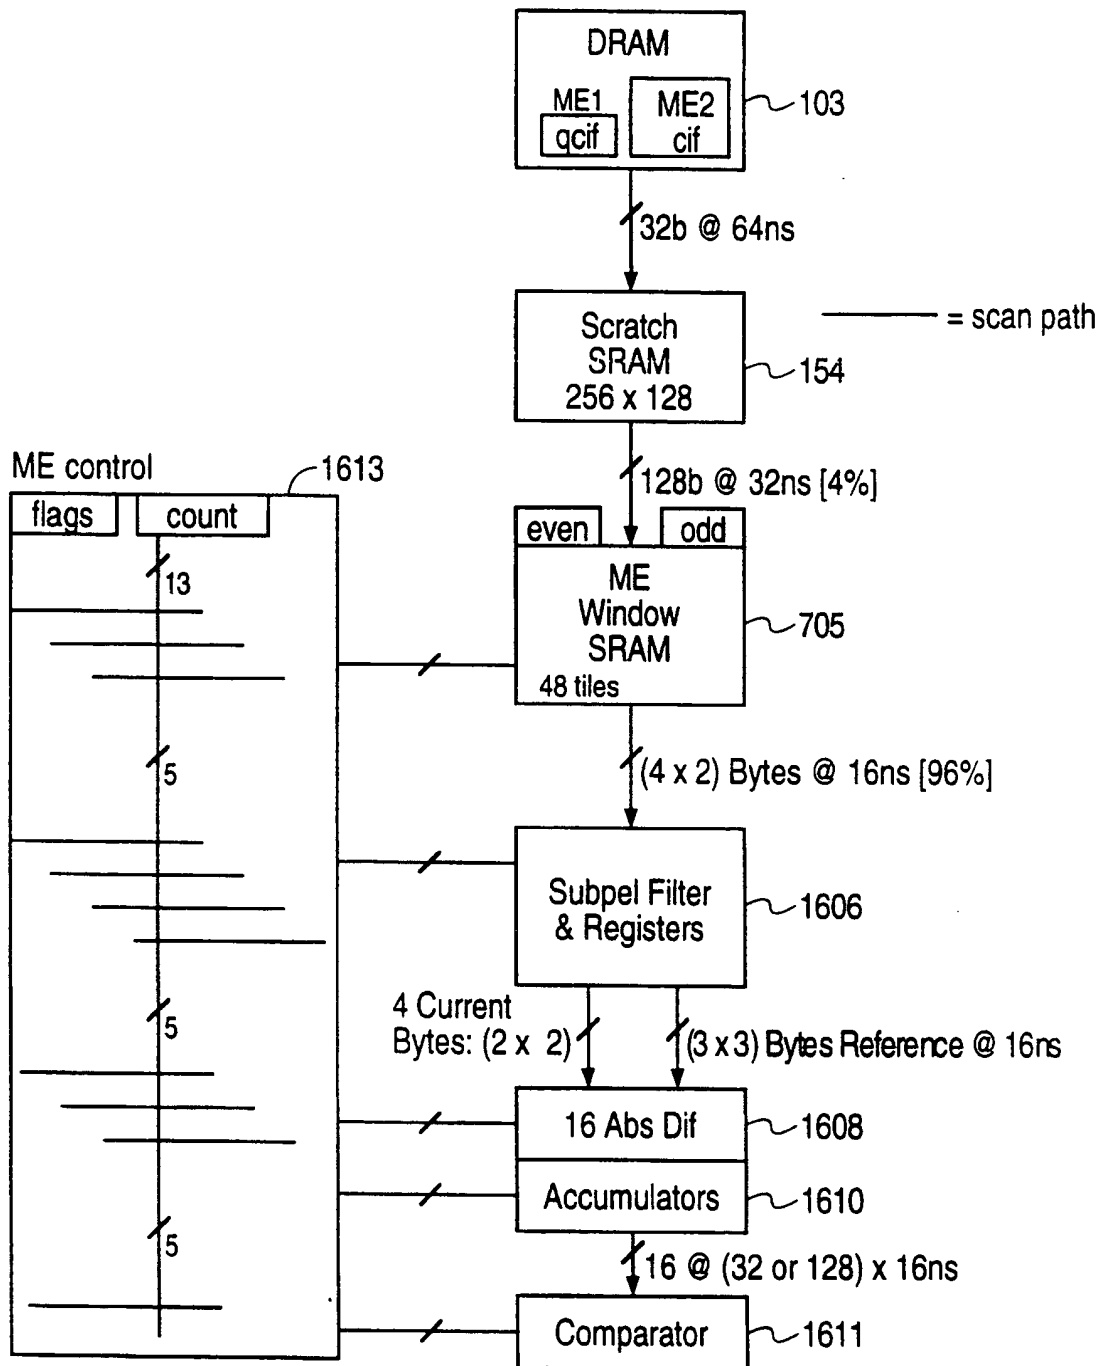 DRAM
ME1
qcif
ME2
cif
103
32b @ 64ns
Scratch
SRAM
256 x 128
154
= scan path
128b @ 32ns [4%]
ME control
1613
flags
count
even
odd
13
ME
Window
SRAM
48 tiles
705
5
(4 x 2) Bytes @ 16ns [96%]
Subpel Filter
& Registers
1606
5
4 Current
Bytes: (2 x 2)
(3 x 3) Bytes Reference @ 16ns
16 Abs Dif
1608
Accumulators
1610
5
16 @ (32 or 128) x 16ns
Comparator
1611